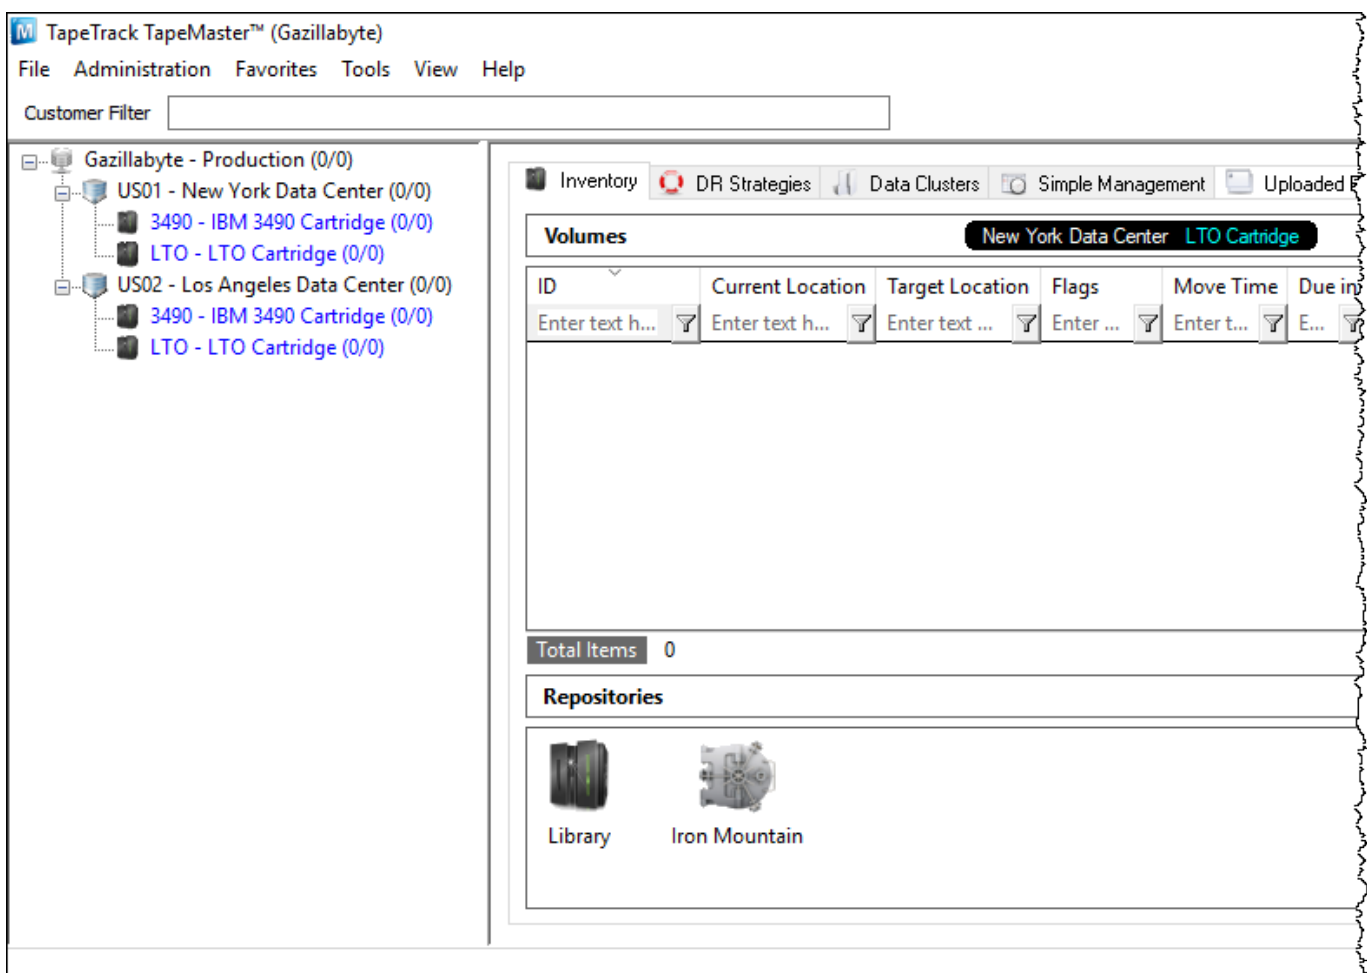 TapeTrack TapeMaster™ (Gazillabyte)
File Administration Favorites Tools View Help
Customer Filter
Gazillabyte - Production (0/0)
US01 - New York Data Center (0/0)
3490 - IBM 3490 Cartridge (0/0)
LTO - LTO Cartridge (0/0)
US02 - Los Angeles Data Center (0/0)
3490 - IBM 3490 Cartridge (0/0)
LTO - LTO Cartridge (0/0)
Inventory DR Strategies Data Clusters Simple Management Uploaded
Volumes New York Data Center LTO Cartridge
ID Current Location Target Location Flags Move Time Due in
Enter text h... Enter text h... Enter text ... Enter ... Enter t... E...
Total Items 0
Repositories
Library Iron Mountain